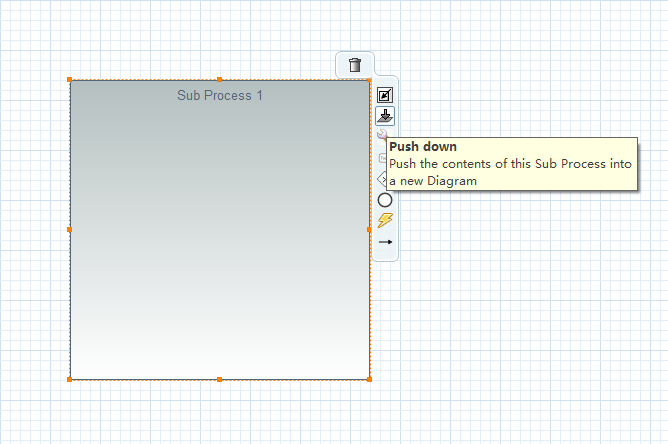 Sub Process 1
Push down
Push the contents of this Sub Process into
a new Diagram